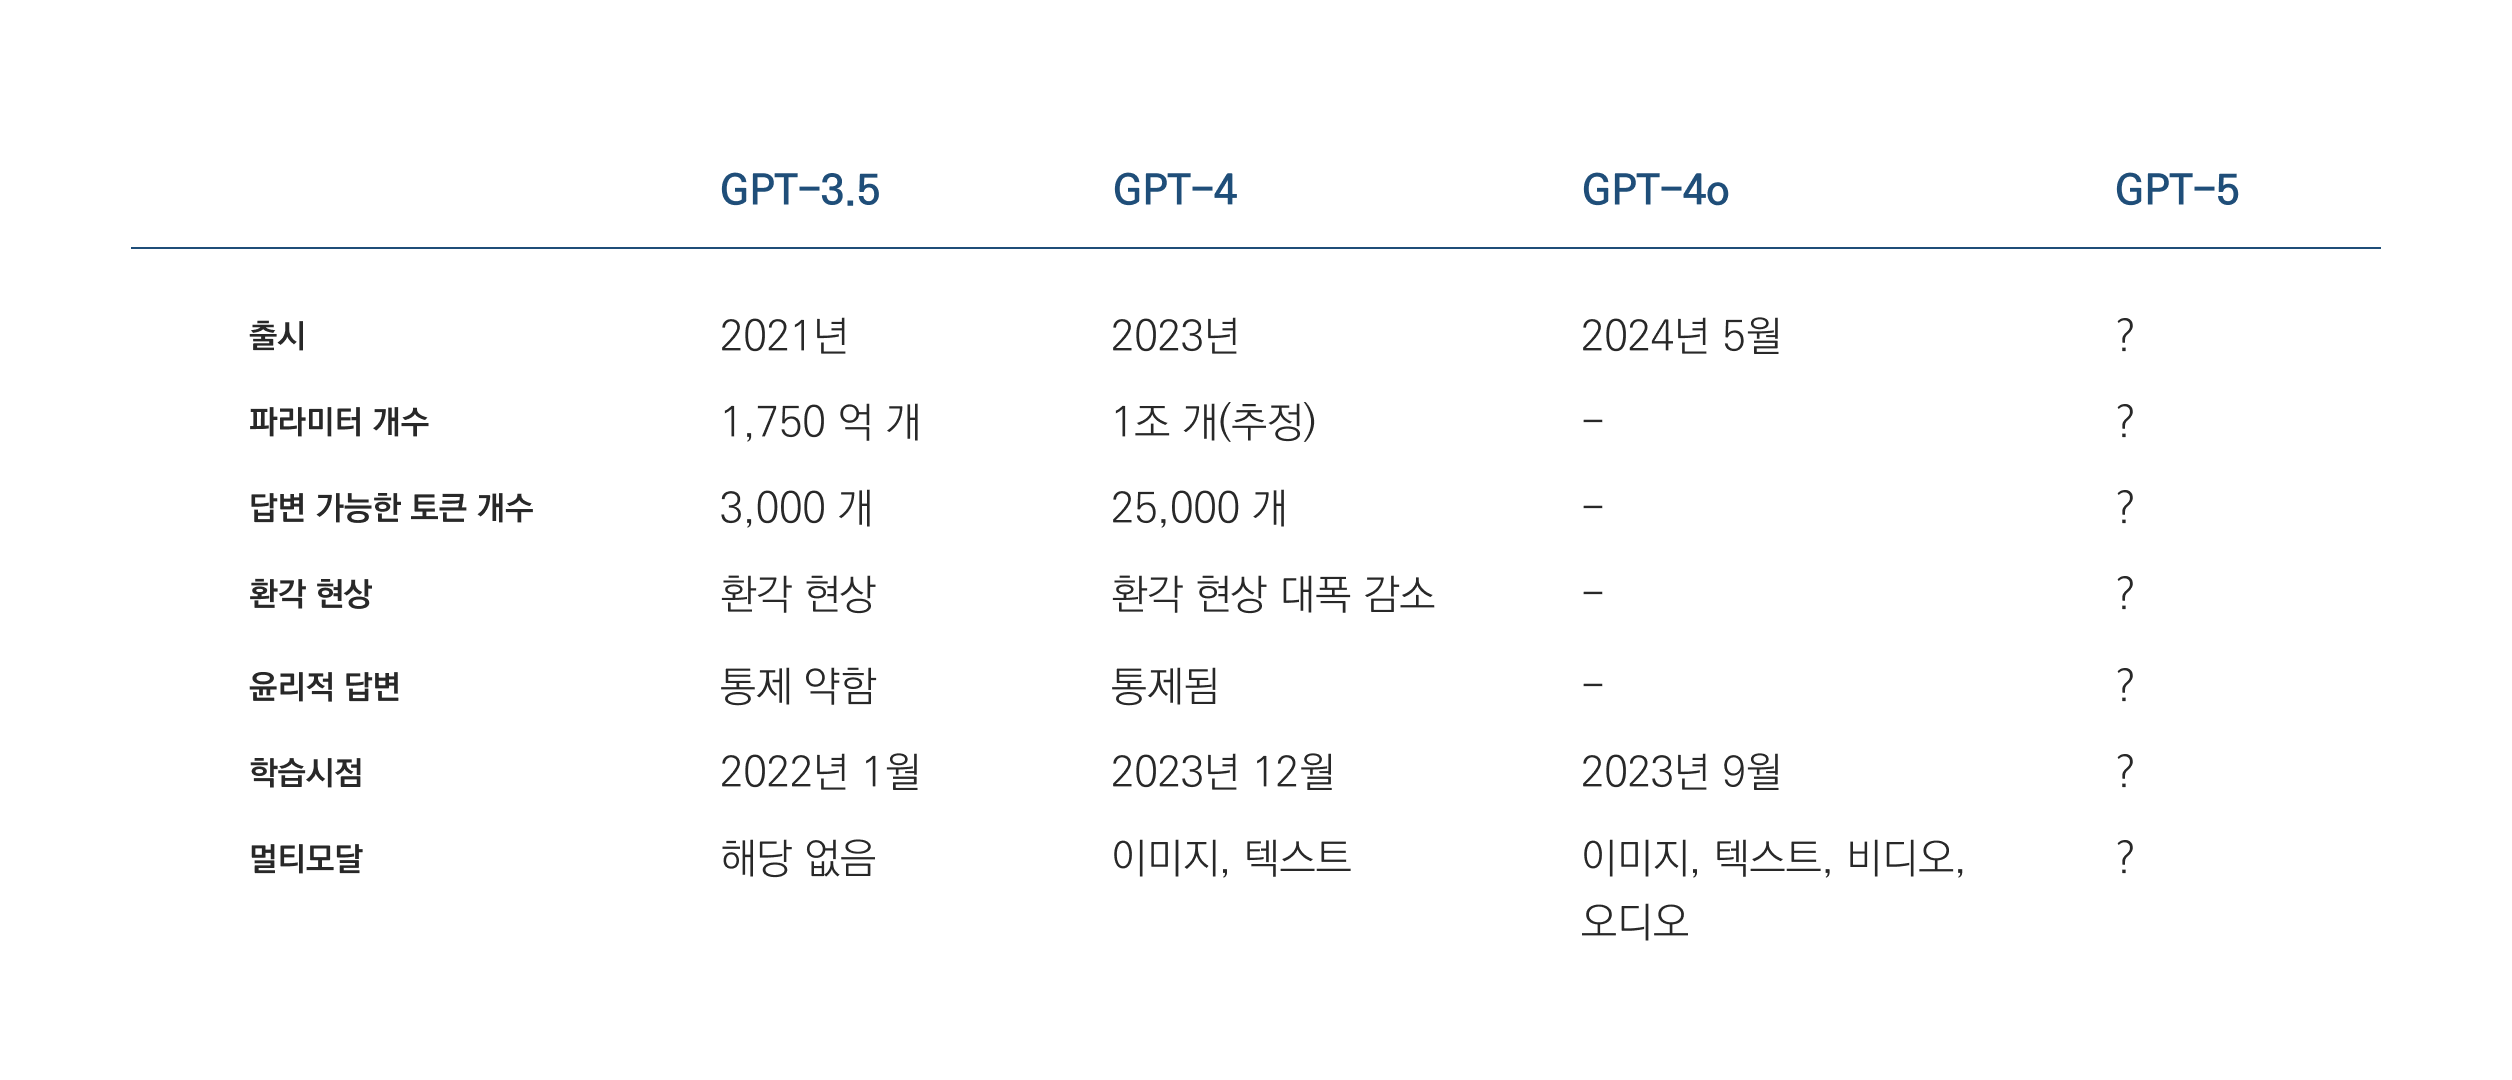 GPT-3.5 GPT-4 GPT-4o GPT-5
출시 2021년 2023년 2024년 5월 ?
파라미터 개수 1,750 억 개 1조 개(추정) – ?
답변 가능한 토큰 개수 3,000 개 25,000 개 – ?
환각 현상 환각 현상 환각 현상 대폭 감소 – ?
윤리적 답변 통제 약함 통제됨 – ?
학습시점 2022년 1월 2023년 12월 2023년 9월 ?
멀티모달 해당 없음 이미지, 텍스트 이미지, 텍스트, 비디오, ?
오디오